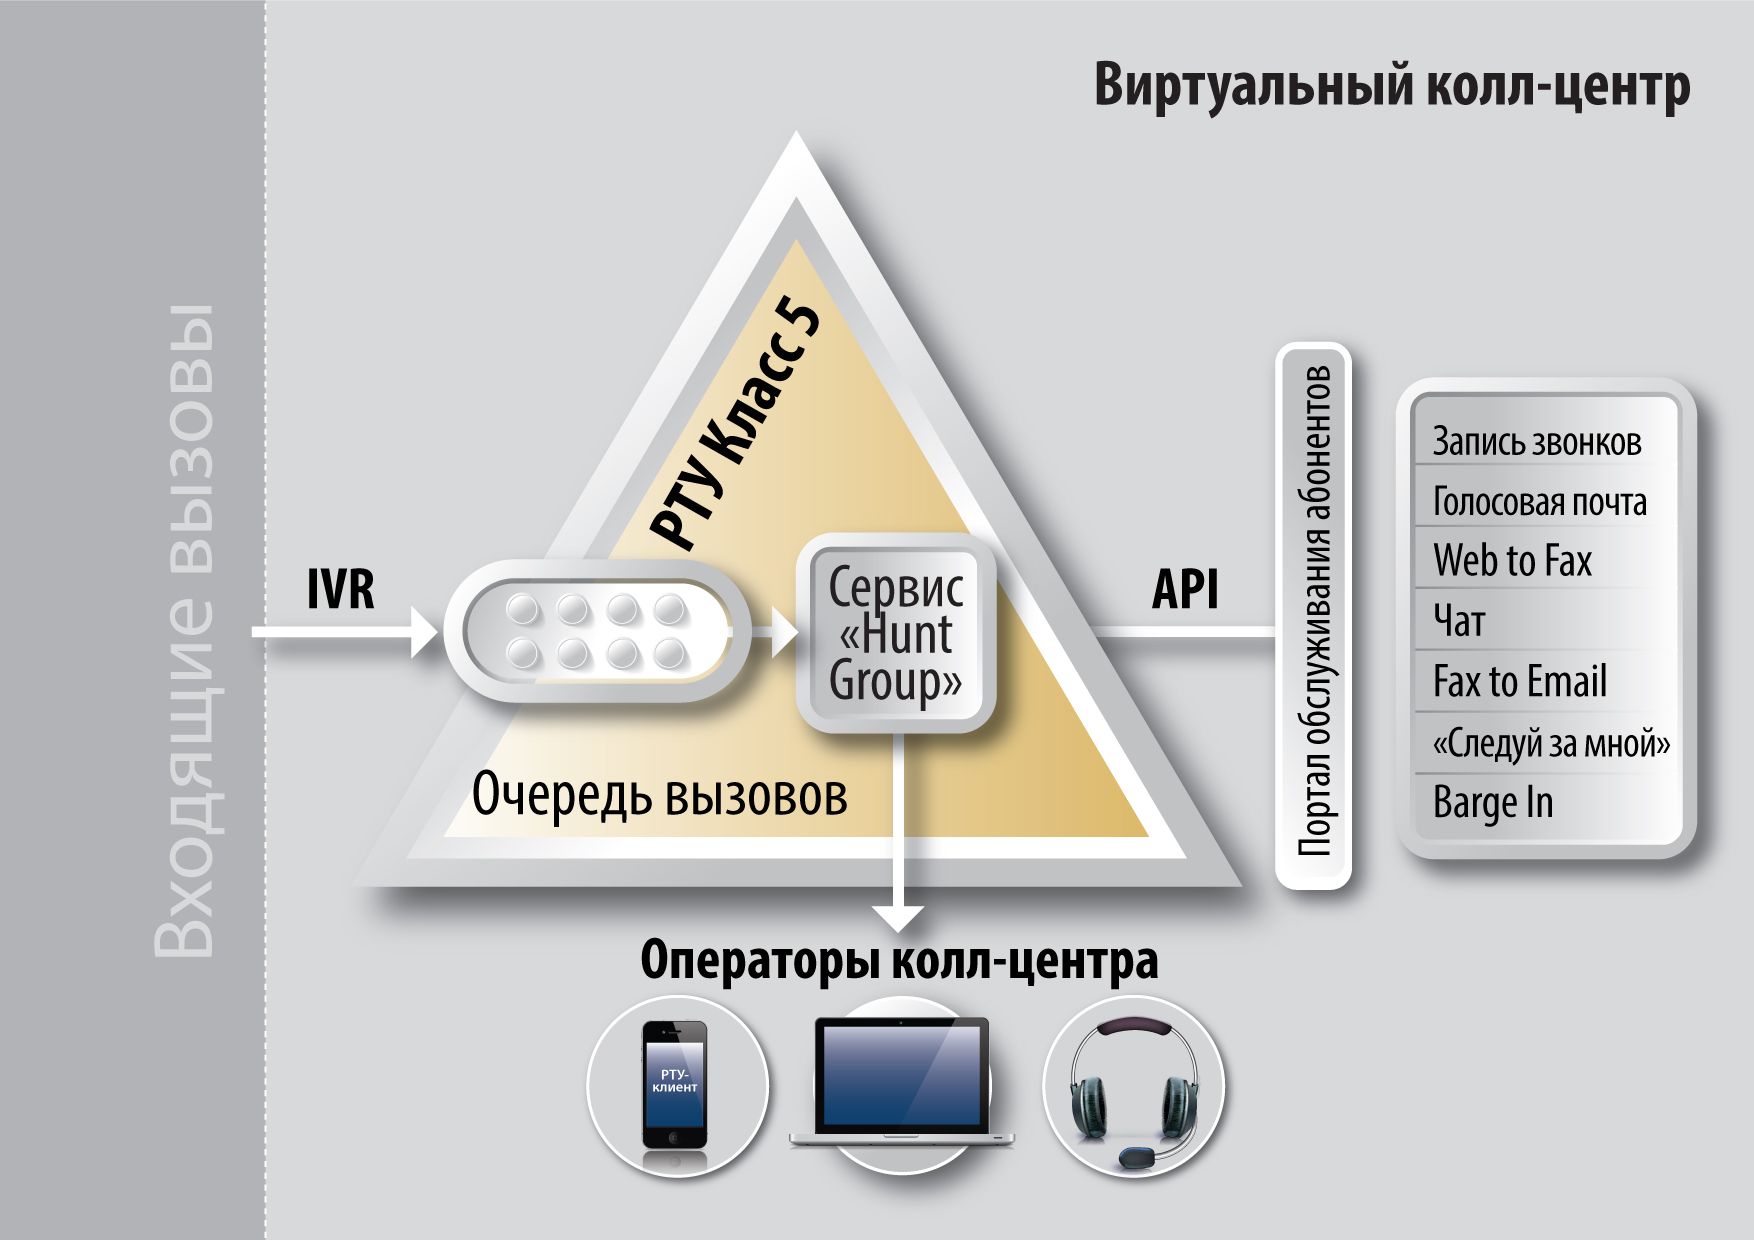 Виртуальный колл-центр
Входящие вызовы
IVR
РТУ Класс 5
Сервис
«Hunt
Group»
Очередь вызовов
API
Портал обслуживания абонентов
Запись звонков
Голосовая почта
Web to Fax
Чат
Fax to Email
«Следуй за мной»
Barge In
Операторы колл-центра
РТУ-
клиент